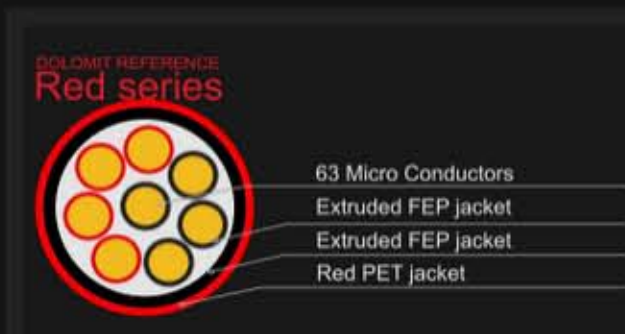 DOLOMIT REFERENCE
Red series
63 Micro Conductors
Extruded FEP jacket
Extruded FEP jacket
Red PET jacket